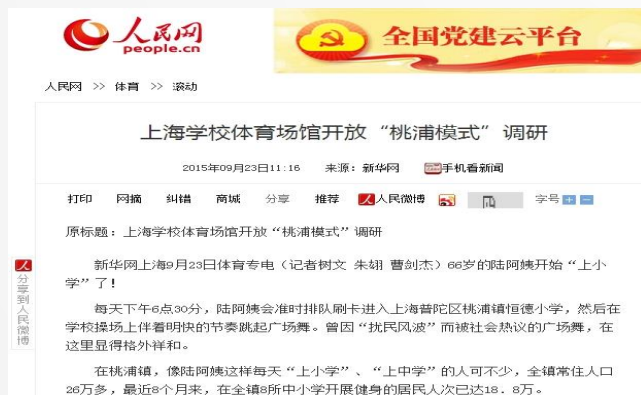 人民网
people.cn
全国党建云平台
人民网 >> 体育 >> 滚动
上海学校体育场馆开放“桃浦模式”调研
2015年09月23日11:16 来源：新华网 手机看新闻
打印 网摘 纠错 商城 分享 推荐 人民微博 字号
原标题：上海学校体育场馆开放“桃浦模式”调研
新华网上海9月23日体育专电（记者树文 朱翃 曹剑杰）66岁的陆阿姨开始“上小
学”了！
每天下午6点30分，陆阿姨会准时排队刷卡进入上海普陀区桃浦镇恒德小学，然后在
学校操场上伴着明快的节奏跳起广场舞。曾因“扰民风波”而被社会热议的广场舞，在
这里显得格外祥和。
在桃浦镇，像陆阿姨这样每天“上小学”、“上中学”的人可不少，全镇常住人口
26万多，最近8个月来，在全镇8所中小学开展健身的居民人次已达18．8万。
分享到人民微博